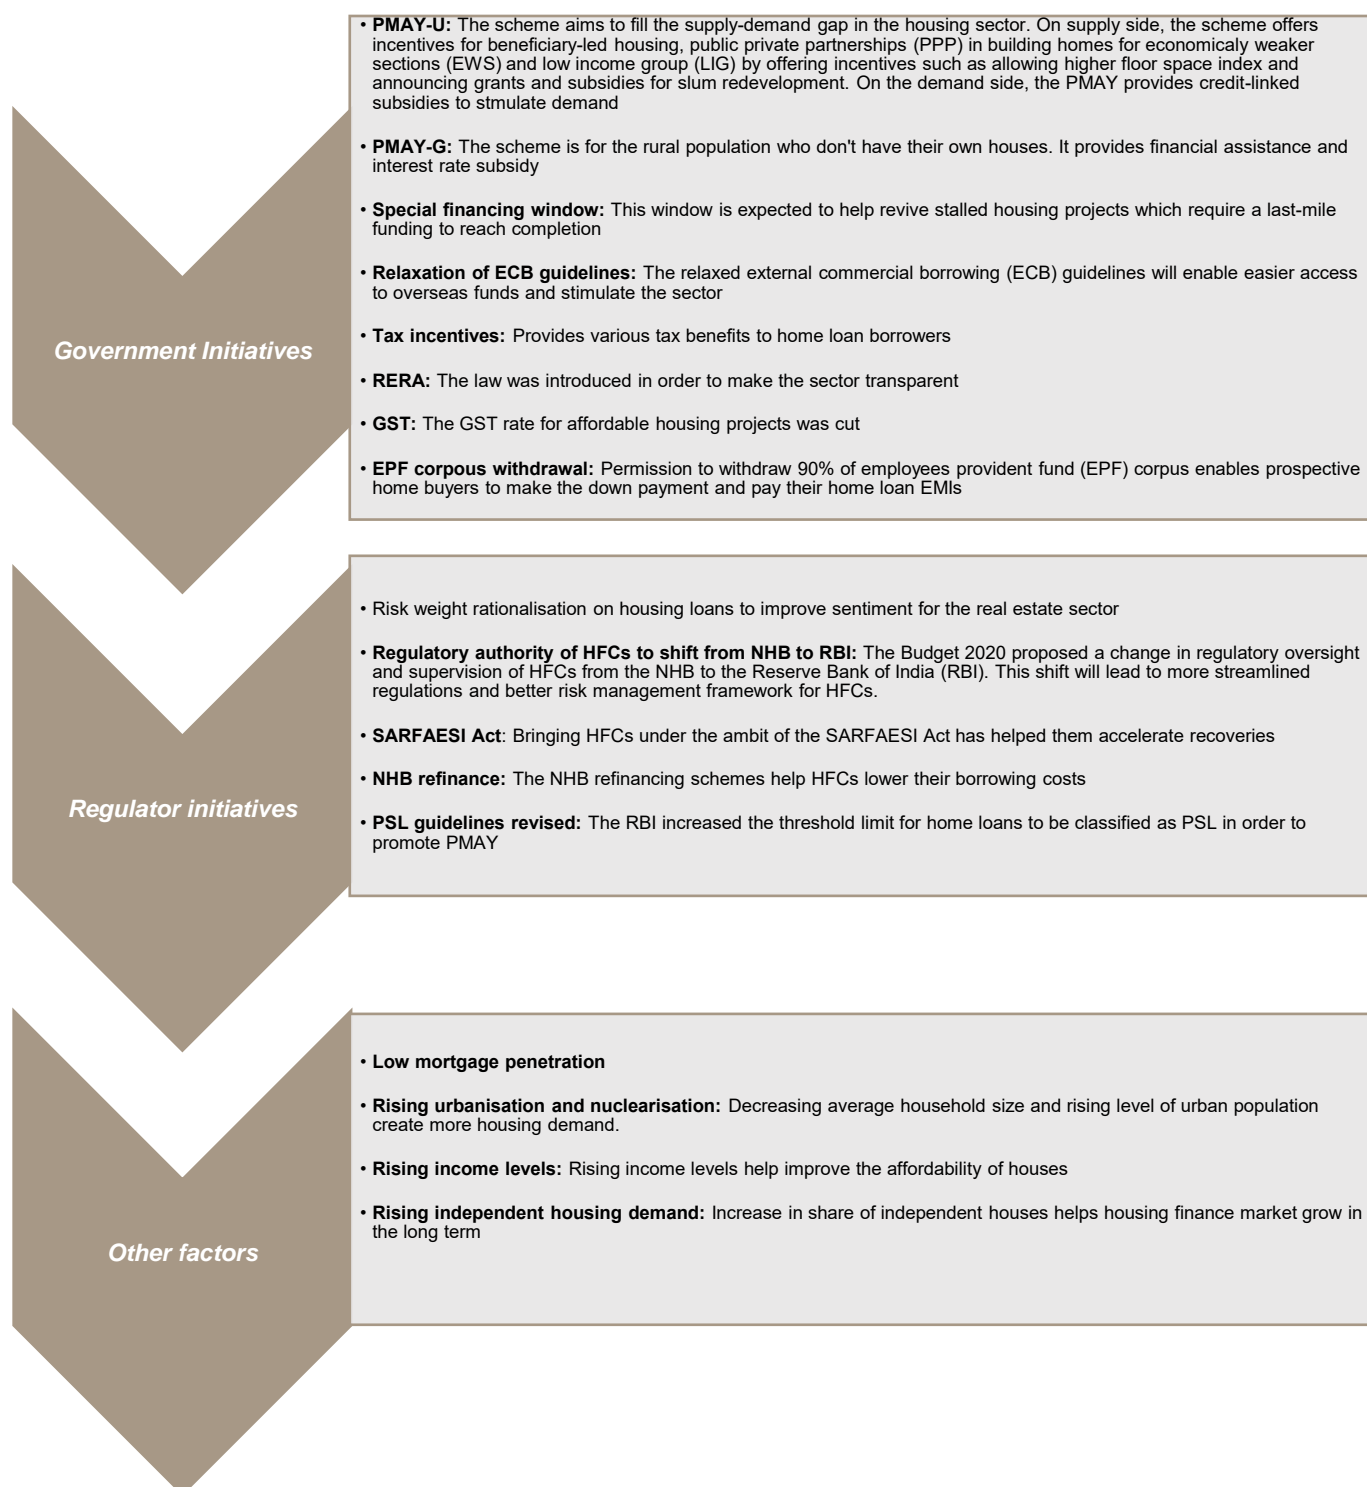 • PMAY-U: The scheme aims to fill the supply-demand gap in the housing sector. On supply side, the scheme offers
incentives for beneficiary-led housing, public private partnerships (PPP) in building homes for economicaly weaker
sections (EWS) and low income group (LIG) by offering incentives such as allowing higher floor space index and
announcing grants and subsidies for slum redevelopment. On the demand side, the PMAY provides credit-linked
subsidies to stmulate demand
• PMAY-G: The scheme is for the rural population who don't have their own houses. It provides financial assistance and
interest rate subsidy
• Special financing window: This window is expected to help revive stalled housing projects which require a last-mile
funding to reach completion
• Relaxation of ECB guidelines: The relaxed external commercial borrowing (ECB) guidelines will enable easier access
to overseas funds and stimulate the sector
• Tax incentives: Provides various tax benefits to home loan borrowers
Government Initiatives
• RERA: The law was introduced in order to make the sector transparent
• GST: The GST rate for affordable housing projects was cut
• EPF corpous withdrawal: Permission to withdraw 90% of employees provident fund (EPF) corpus enables prospective
home buyers to make the down payment and pay their home loan EMIs
• Risk weight rationalisation on housing loans to improve sentiment for the real estate sector
• Regulatory authority of HFCs to shift from NHB to RBI: The Budget 2020 proposed a change in regulatory oversight
and supervision of HFCs from the NHB to the Reserve Bank of India (RBI). This shift will lead to more streamlined
regulations and better risk management framework for HFCs.
• SARFAESI Act: Bringing HFCs under the ambit of the SARFAESI Act has helped them accelerate recoveries
• NHB refinance: The NHB refinancing schemes help HFCs lower their borrowing costs
Regulator initiatives
• PSL guidelines revised: The RBI increased the threshold limit for home loans to be classified as PSL in order to
promote PMAY
• Low mortgage penetration
• Rising urbanisation and nuclearisation: Decreasing average household size and rising level of urban population
create more housing demand.
• Rising income levels: Rising income levels help improve the affordability of houses
• Rising independent housing demand: Increase in share of independent houses helps housing finance market grow in
the long term
Other factors